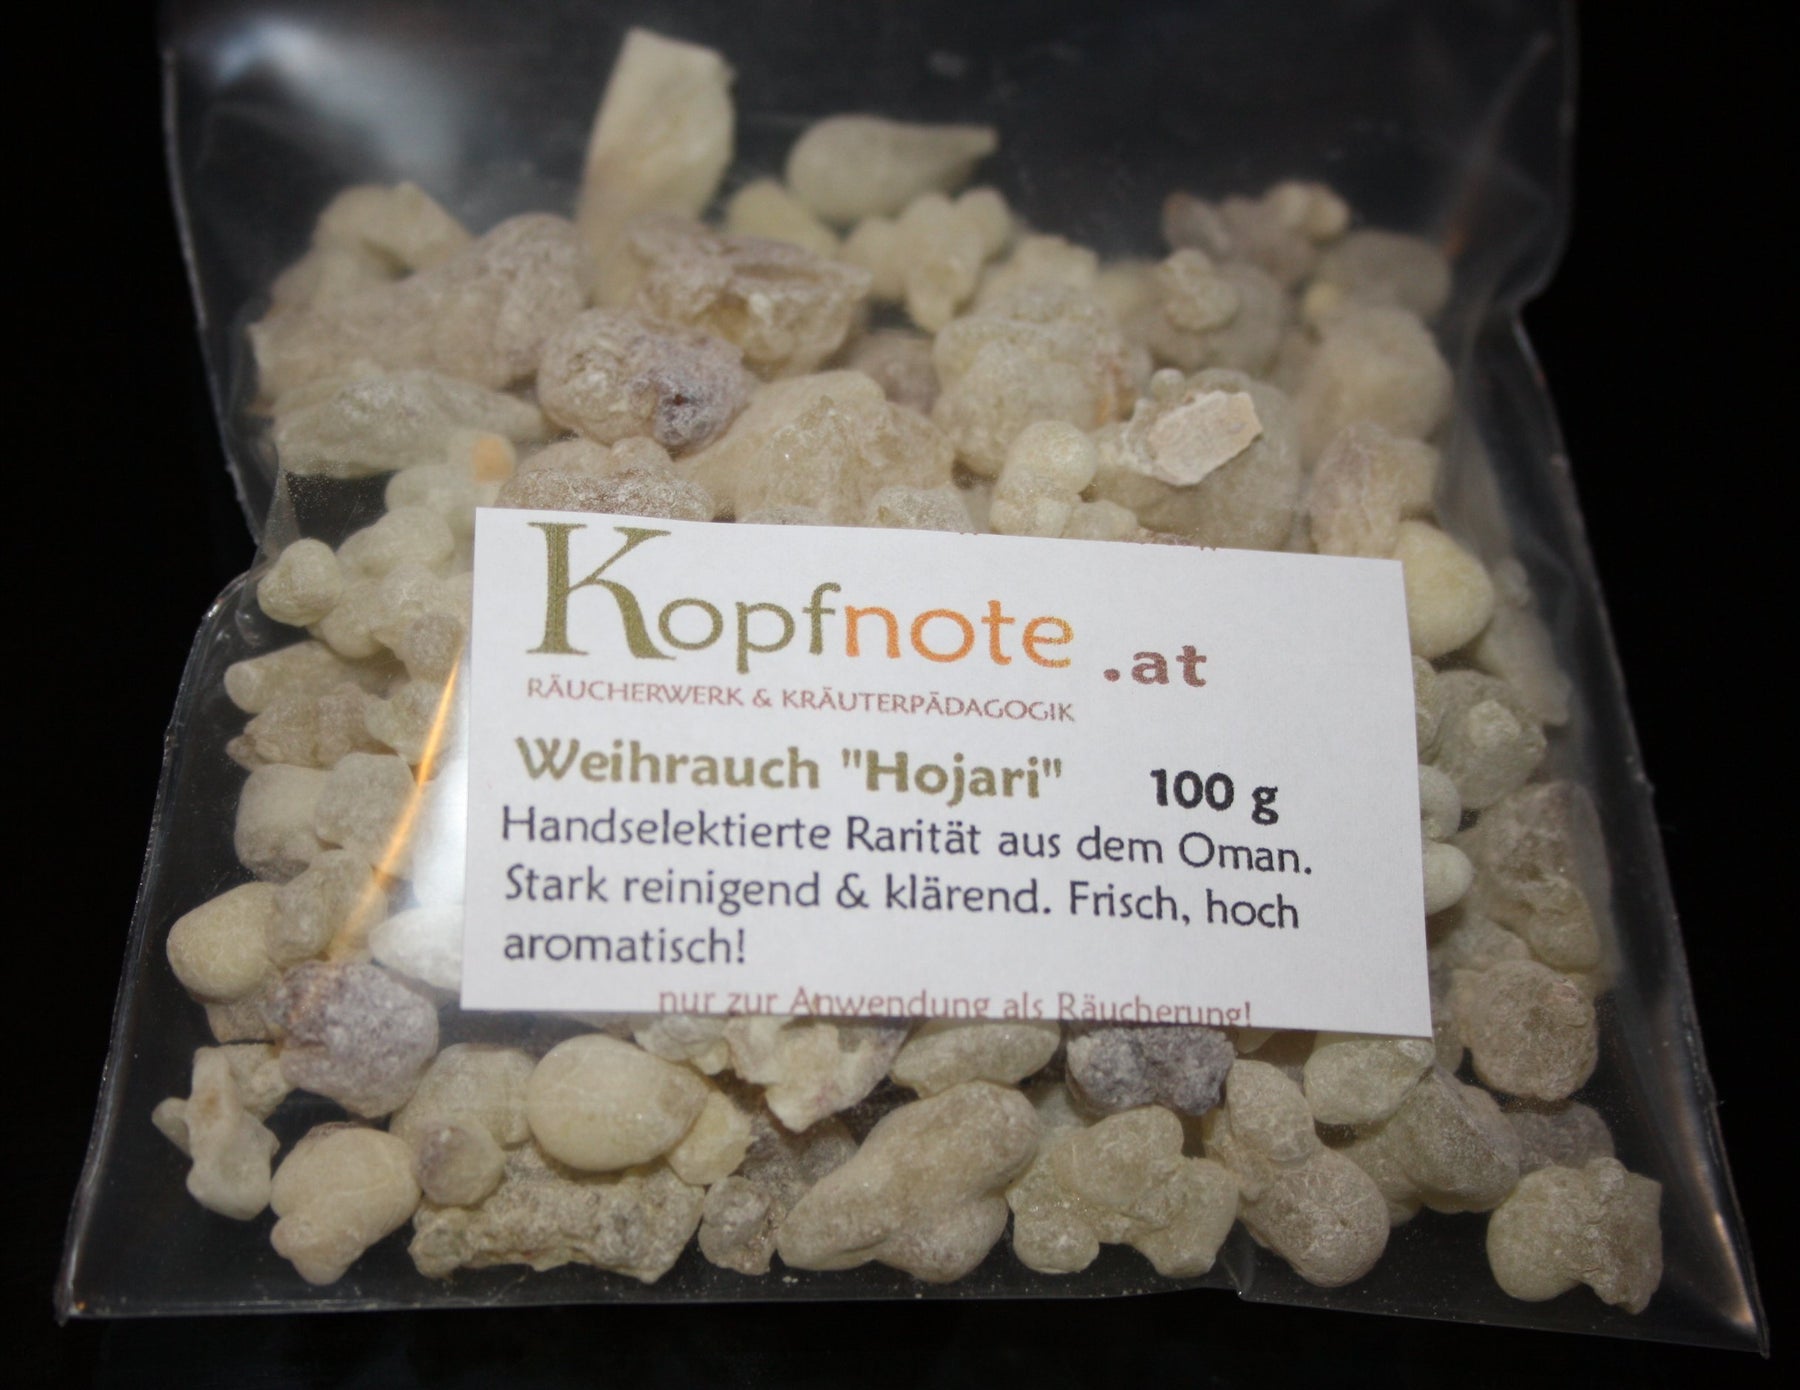 Kopfnote.at
RÄUCHERWERK & KRÄUTERPÄDAGOGIK
Weihrauch "Hojari" 100 g
Handselektierte Rarität aus dem Oman.
Stark reinigend & klärend. Frisch, hoch
aromatisch!
nur zur Anwendung als Räucherung!